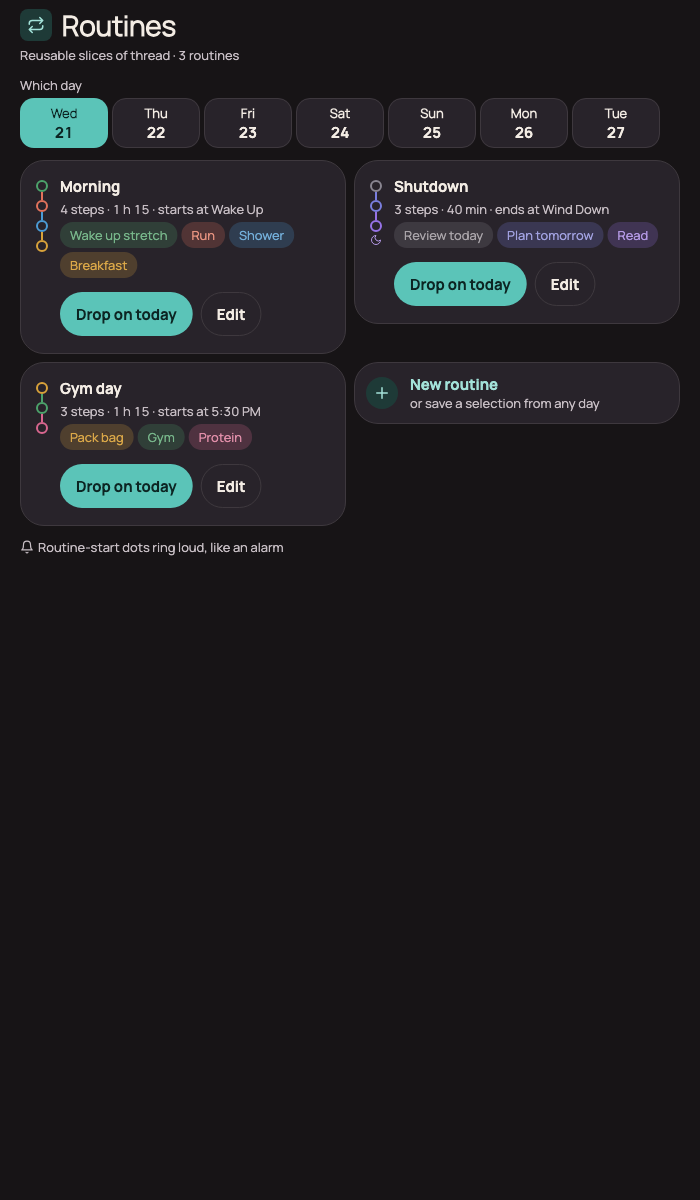 Routines
Reusable slices of thread · 3 routines
Which day
Wed Thu Fri Sat Sun Mon Tue
21 22 23 24 25 26 27
Morning
4 steps · 1 h 15 · starts at Wake Up
Wake up stretch Run Shower
Breakfast
Drop on today Edit
Shutdown
3 steps · 40 min · ends at Wind Down
Review today Plan tomorrow Read
Drop on today Edit
Gym day
3 steps · 1 h 15 · starts at 5:30 PM
Pack bag Gym Protein
Drop on today Edit
New routine
or save a selection from any day
Routine-start dots ring loud, like an alarm